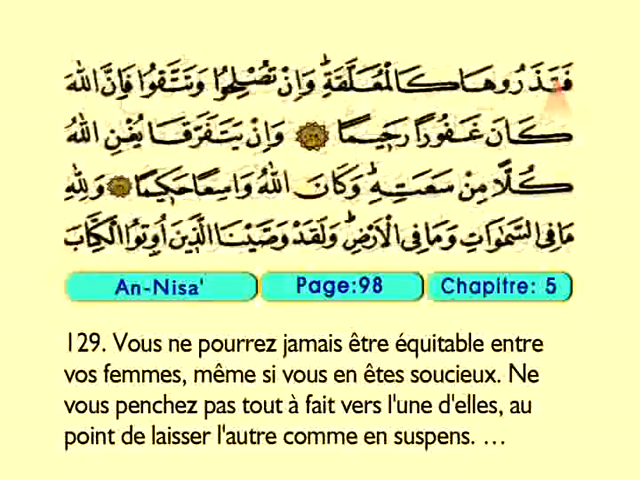 فَتَذَرُوهَا كَالْمُعَلَّقَةِ ۚ وَإِنْ تُصْلِحُوا وَتَتَّقُوا فَإِنَّ اللَّهَ
كَانَ غَفُورًا رَحِيمًا ﴿١٢٩﴾ وَإِنْ يَتَفَرَّقَا يُغْنِ اللَّهُ
كُلًّا مِنْ سَعَتِهِ ۚ وَكَانَ اللَّهُ وَاسِعًا حَكِيمًا ﴿١٣٠﴾ وَلِلَّهِ
مَا فِي السَّمَوَاتِ وَمَا فِي الْأَرْضِ ۗ وَلَقَدْ وَصَّيْنَا الَّذِينَ أُوتُوا الْكِتَابَ
An-Nisa' Page:98 Chapitre: 5
129. Vous ne pourrez jamais être équitable entre
vos femmes, même si vous en êtes soucieux. Ne
vous penchez pas tout à fait vers l'une d'elles, au
point de laisser l'autre comme en suspens. …